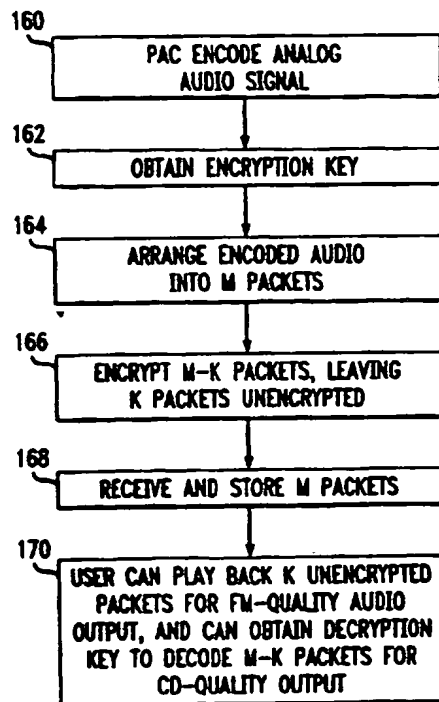 160
PAC ENCODE ANALOG
AUDIO SIGNAL
162
OBTAIN ENCRYPTION KEY
164
ARRANGE ENCODED AUDIO
INTO M PACKETS
166
ENCRYPT M-K PACKETS, LEAVING
K PACKETS UNENCRYPTED
168
RECEIVE AND STORE M PACKETS
170
USER CAN PLAY BACK K UNENCRYPTED
PACKETS FOR FM-QUALITY AUDIO
OUTPUT, AND CAN OBTAIN DECRYPTION
KEY TO DECODE M-K PACKETS FOR
CD-QUALITY OUTPUT